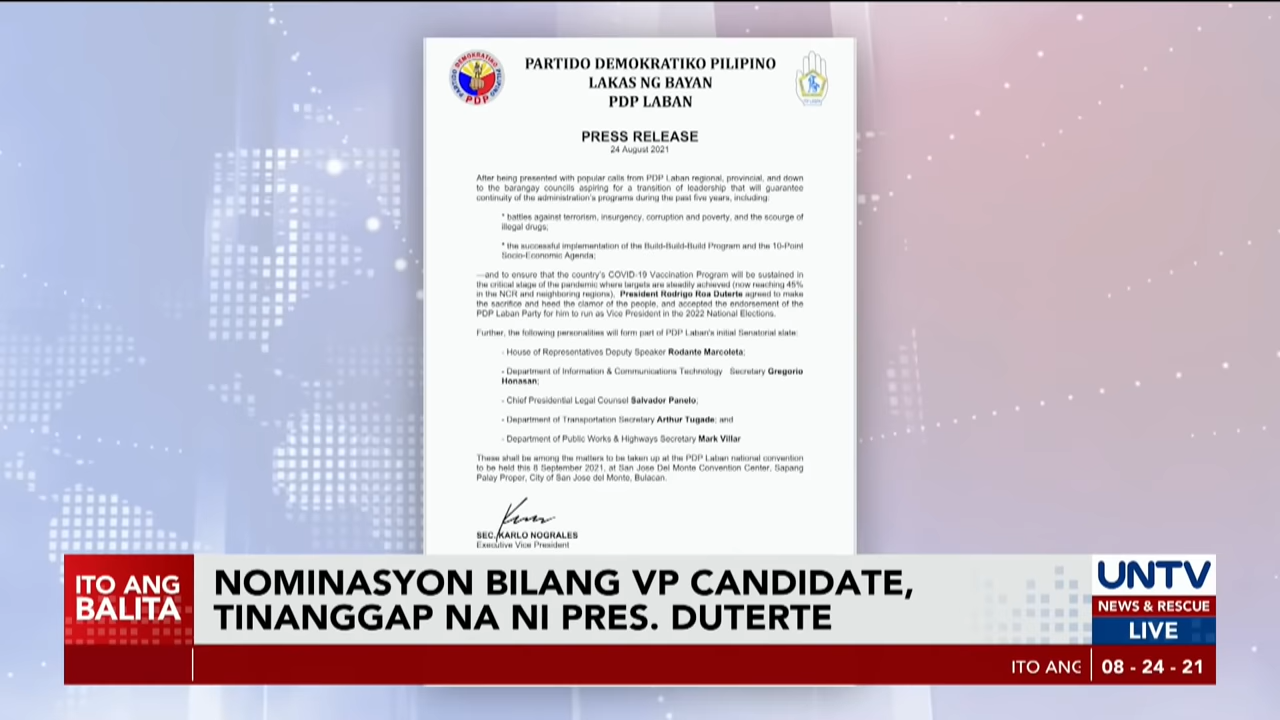 PARTIDO DEMOKRATIKO PILIPINO
LAKAS NG BAYAN
PDP LABAN
PARTIDO DEMOKRATIKO PILIPINO
PDP
PRESS RELEASE
24 August 2021
After being presented with popular calls from PDP Laban regional, provincial, and down
to the barangay councils aspiring for a transition of leadership that will guarantee
continuity of the administration's programs during the past five years, including:
* battles against terrorism, insurgency, corruption and poverty, and the scourge of
illegal drugs;
* the successful implementation of the Build-Build-Build Program and the 10-Point
Socio-Economic Agenda;
—and to ensure that the country's COVID-19 Vaccination Program will be sustained in
the critical stage of the pandemic where targets are steadily achieved (now reaching 45%
in the NCR and neighboring regions), President Rodrigo Roa Duterte agreed to make
the sacrifice and heed the clamor of the people, and accepted the endorsement of the
PDP Laban Party for him to run as Vice President in the 2022 National Elections.
Further, the following personalities will form part of PDP Laban's initial Senatorial slate:
- House of Representatives Deputy Speaker Rodante Marcoleta;
- Department of Information & Communications Technology Secretary Gregorio
Honasan;
- Chief Presidential Legal Counsel Salvador Panelo;
- Department of Transportation Secretary Arthur Tugade; and
- Department of Public Works & Highways Secretary Mark Villar
These shall be among the matters to be taken up at the PDP Laban national convention
to be held this 8 September 2021, at San Jose Del Monte Convention Center, Sapang
Palay Proper, City of San Jose del Monte, Bulacan.
SEC. KARLO NOGRALES
Executive Vice President
ITO ANG
BALITA
NOMINASYON BILANG VP CANDIDATE,
TINANGGAP NA NI PRES. DUTERTE
UNTV
NEWS & RESCUE
LIVE
ITO ANG
08 - 24 - 21